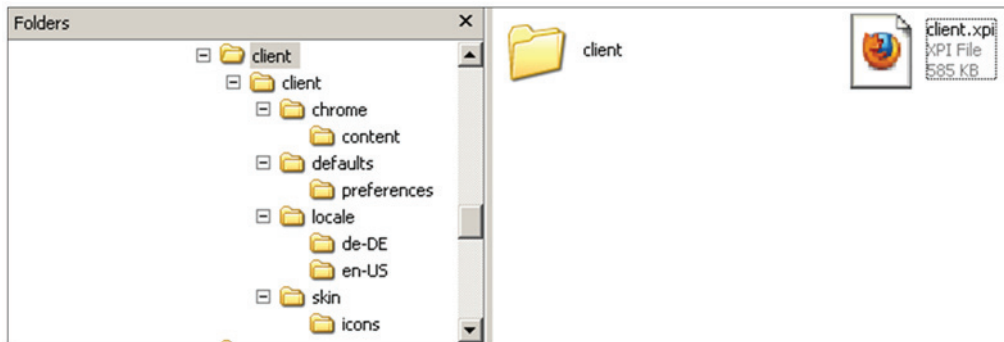 Folders
client
client
chrome
content
defaults
preferences
locale
de-DE
en-US
skin
icons
client
client.xpi
XPI File
585 KB